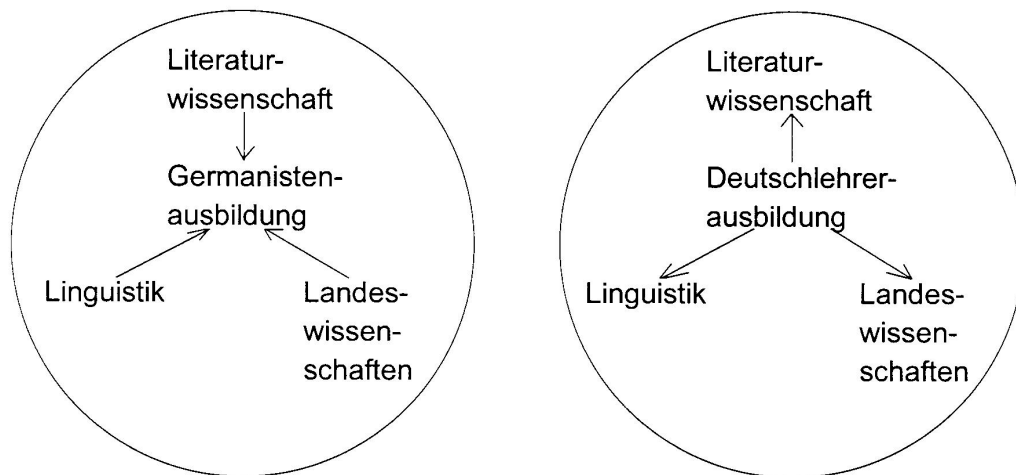 Literatur-
wissenschaft
Germanisten-
ausbildung
Linguistik
Landes-
wissen-
schaften
Literatur-
wissenschaft
Deutschlehrer-
ausbildung
Linguistik
Landes-
wissen-
schaften